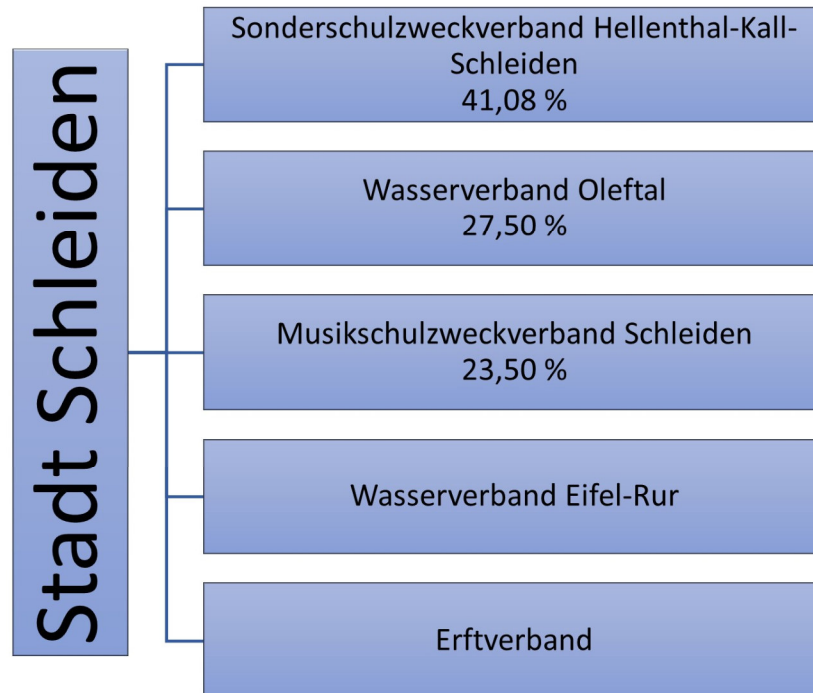 Stadt Schleiden
Sonderschulzweckverband Hellenthal-Kall-
Schleiden
41,08 %
Wasserverband Oleftal
27,50 %
Musikschulzweckverband Schleiden
23,50 %
Wasserverband Eifel-Rur
Erftverband